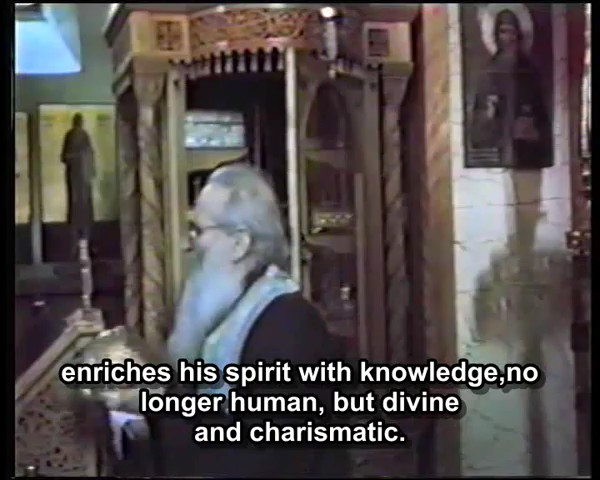 enriches his spirit with knowledge,no
longer human, but divine
and charismatic.